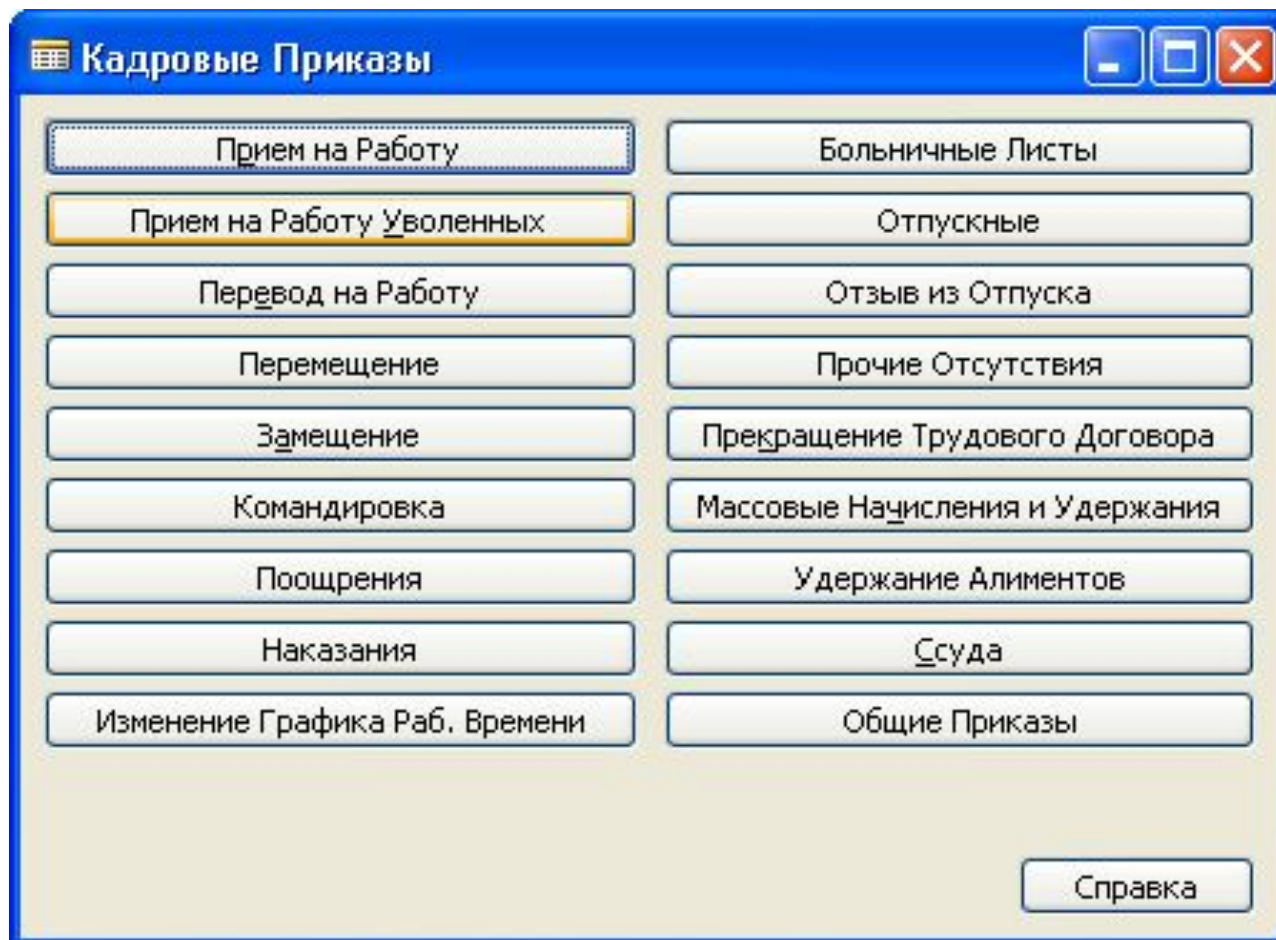 Кадровые Приказы
Прием на Работу
Прием на Работу Уволенных
Перевод на Работу
Перемещение
Замещение
Командировка
Поощрения
Наказания
Изменение Графика Раб. Времени
Больничные Листы
Отпускные
Отзыв из Отпуска
Прочие Отсутствия
Прекращение Трудового Договора
Массовые Начисления и Удержания
Удержание Алиментов
Ссуда
Общие Приказы
Справка